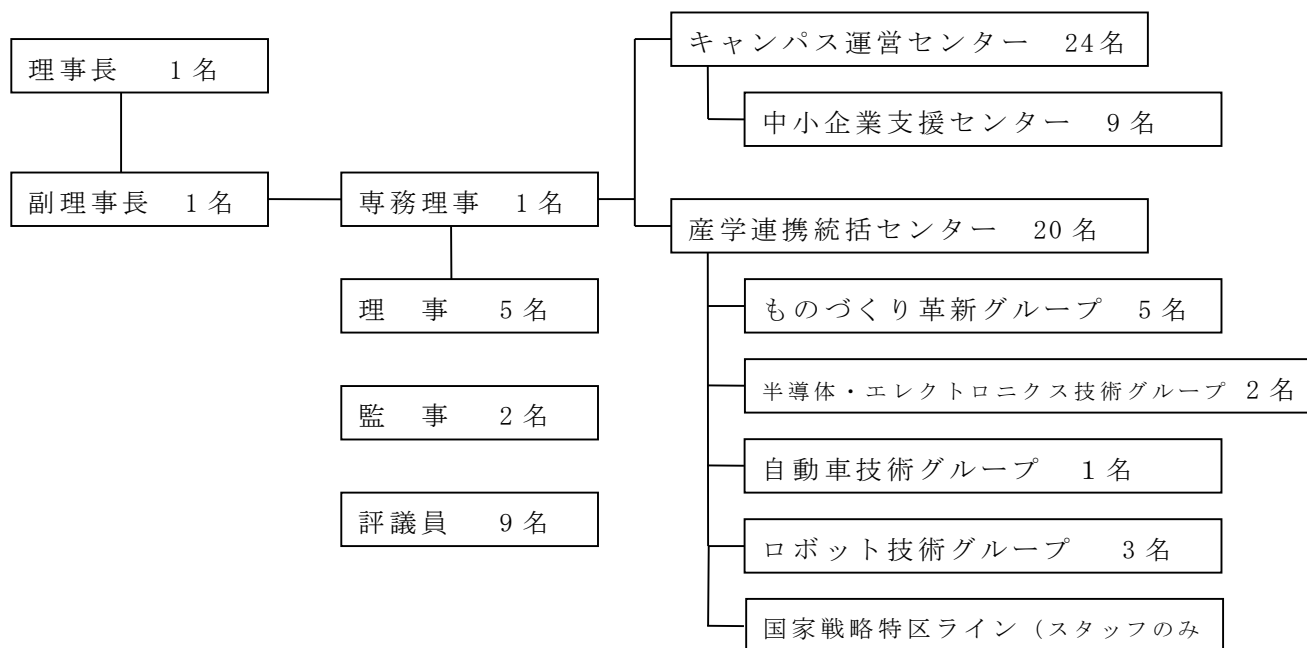 理事長 1名
副理事長 1名
専務理事 1名
理 事 5名
監 事 2名
評議員 9名
キャンパス運営センター 24名
中小企業支援センター 9名
産学連携統括センター 20名
ものづくり革新グループ 5名
半導体・エレクトロニクス技術グループ 2名
自動車技術グループ 1名
ロボット技術グループ 3名
国家戦略特区ライン（スタッフのみ